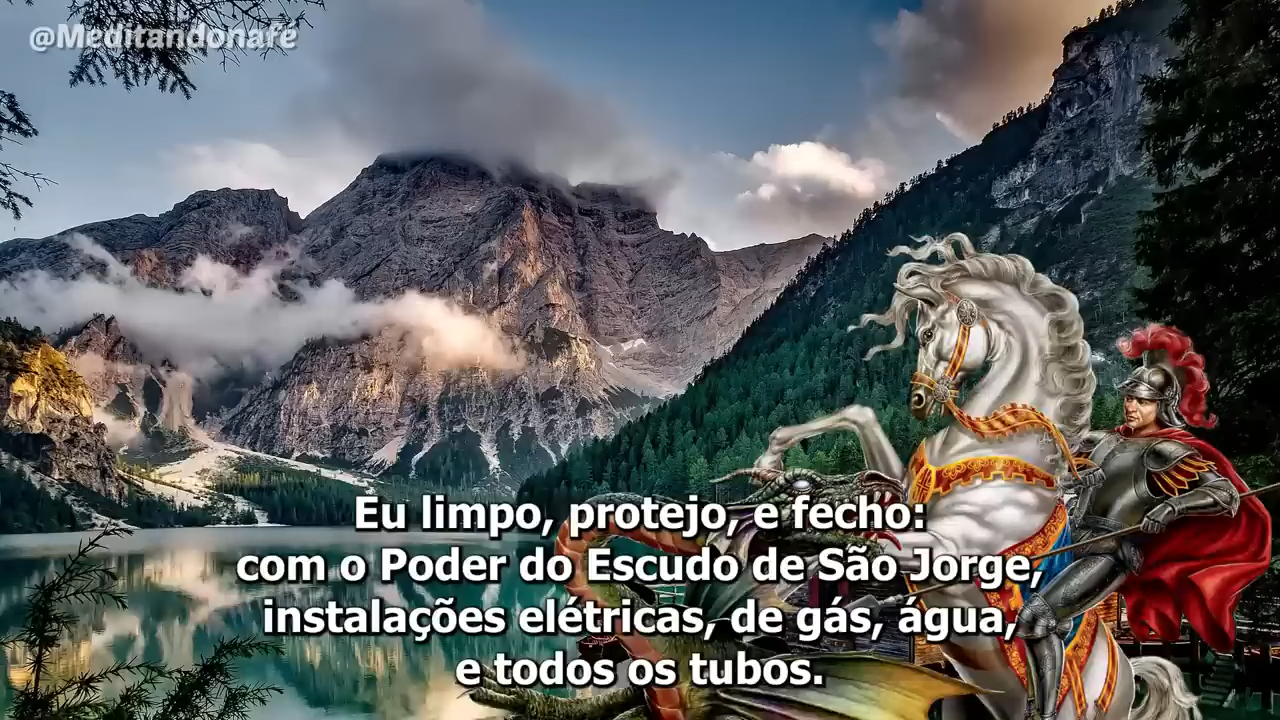 @Meditandonafé
Eu limpo, protejo, e fecho:
com o Poder do Escudo de São Jorge,
instalações elétricas, de gás, água,
e todos os tubos.